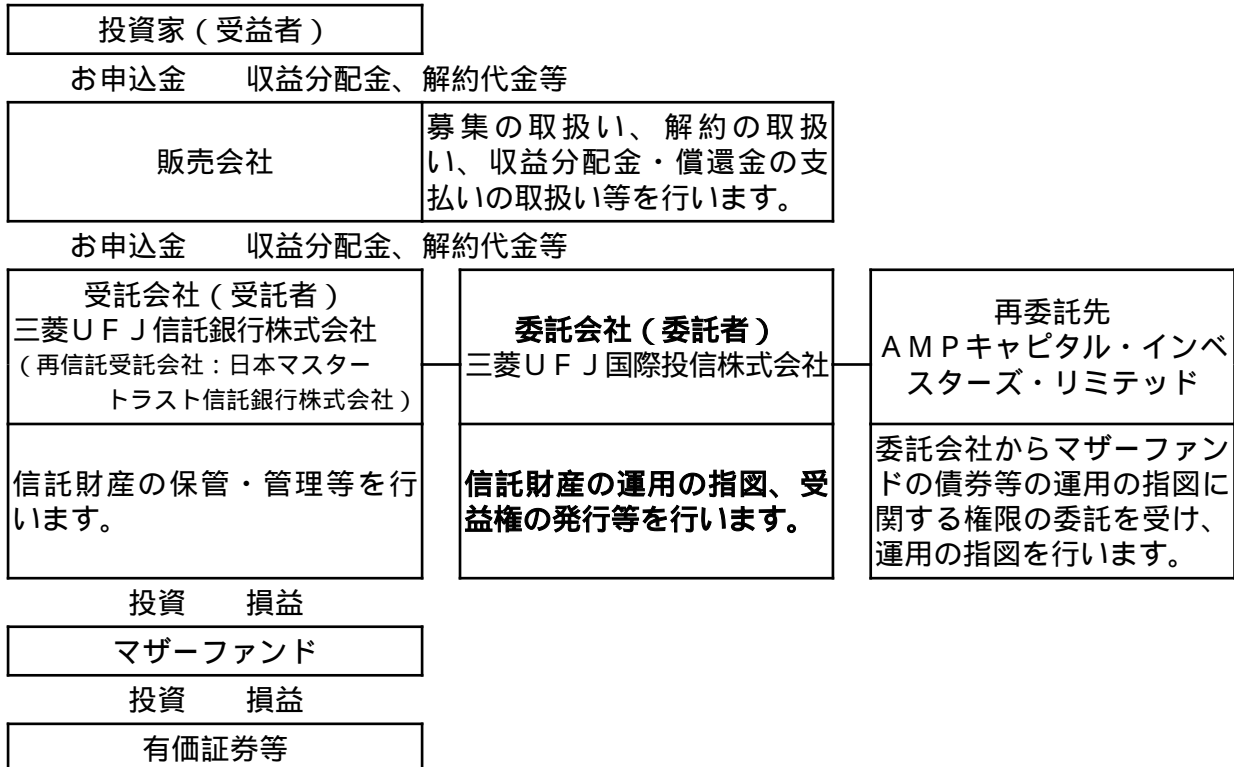 投資家（受益者）
お申込金　　収益分配金、解約代金等
販売会社
募集の取扱い、解約の取扱
い、収益分配金・償還金の支
払いの取扱い等を行います。
お申込金　　収益分配金、解約代金等
受託会社（受託者）
三菱ＵＦＪ信託銀行株式会社
（再信託受託会社：日本マスター
トラスト信託銀行株式会社）
委託会社（委託者）
三菱ＵＦＪ国際投信株式会社
再委託先
ＡＭＰキャピタル・インベ
スターズ・リミテッド
信託財産の保管・管理等を行
います。
信託財産の運用の指図、受
益権の発行等を行います。
委託会社からマザーファン
ドの債券等の運用の指図に
関する権限の委託を受け、
運用の指図を行います。
投資　　損益
マザーファンド
投資　　損益
有価証券等